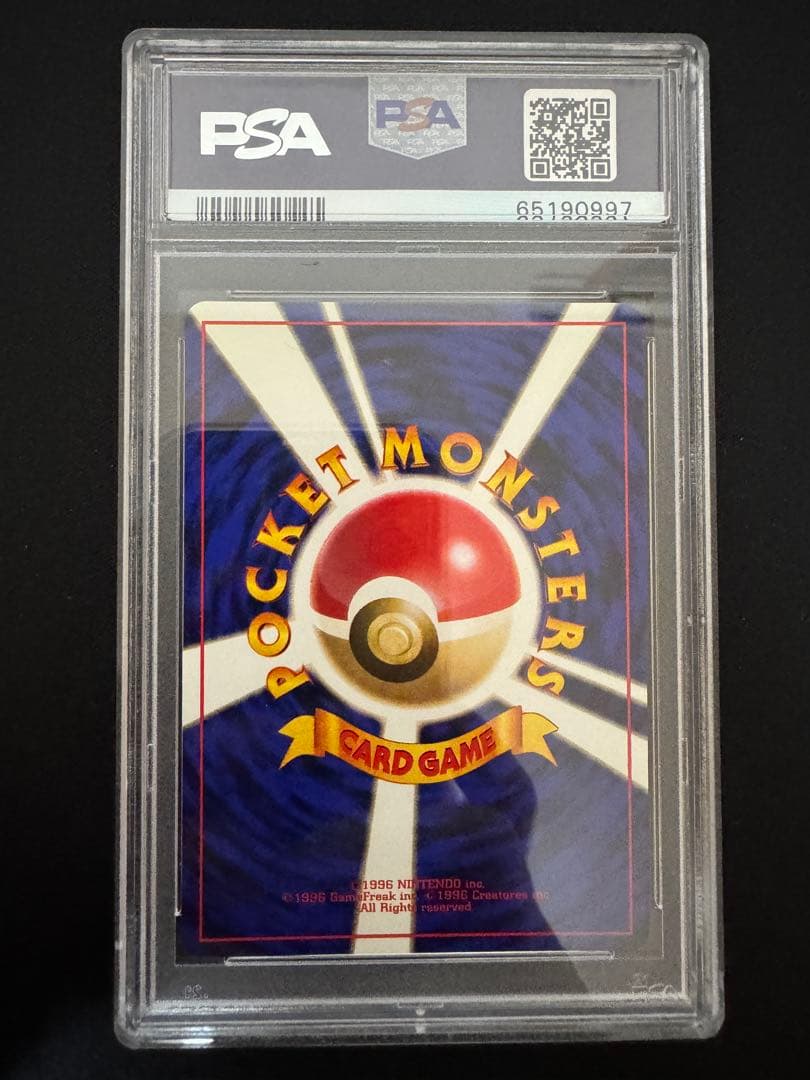 PSA
PSA
65190997
POCKET MONSTERS
CARD GAME
©1996 NINTENDO inc.
©1996 GameFreak inc. © 1996 Creatures inc.
All Rights reserved.